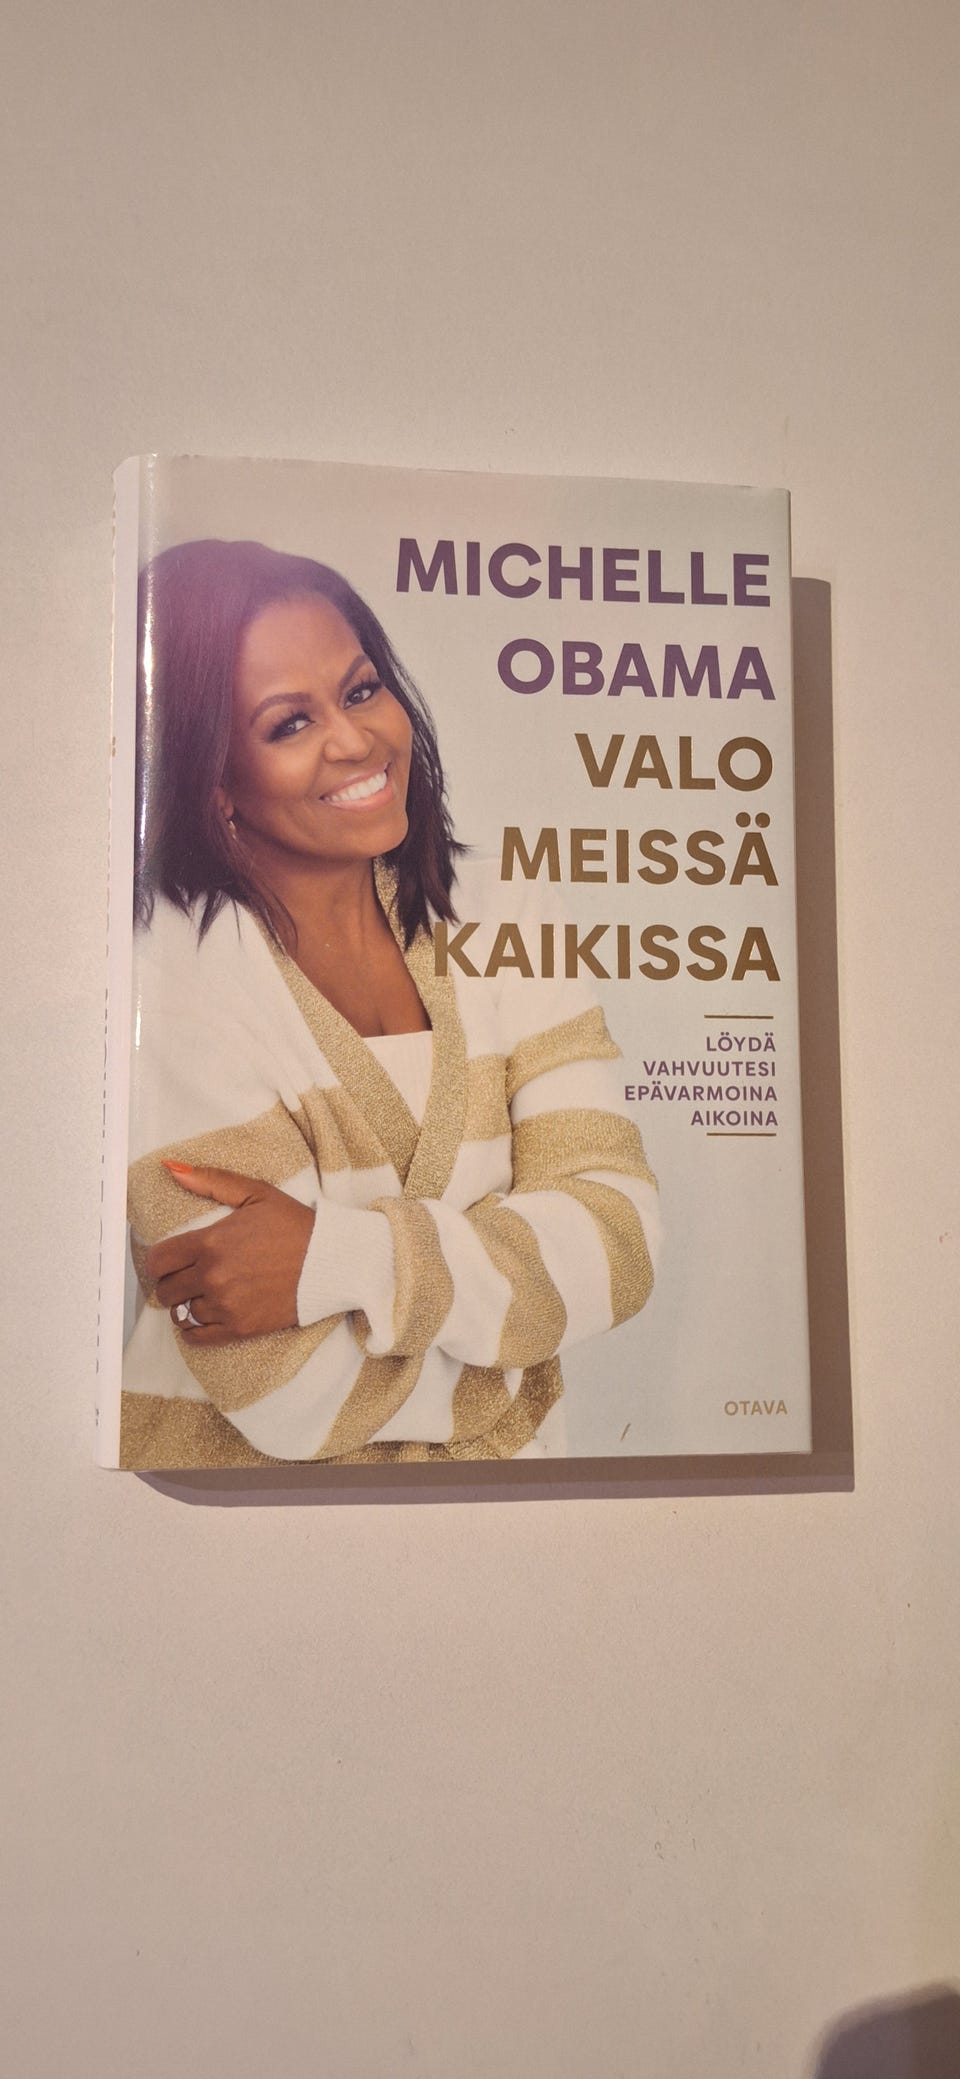 MICHELLE
OBAMA
VALO
MEISSÄ
KAIKISSA
LÖYDÄ
VAHVUUTESI
EPÄVARMOINA
AIKOINA
OTAVA